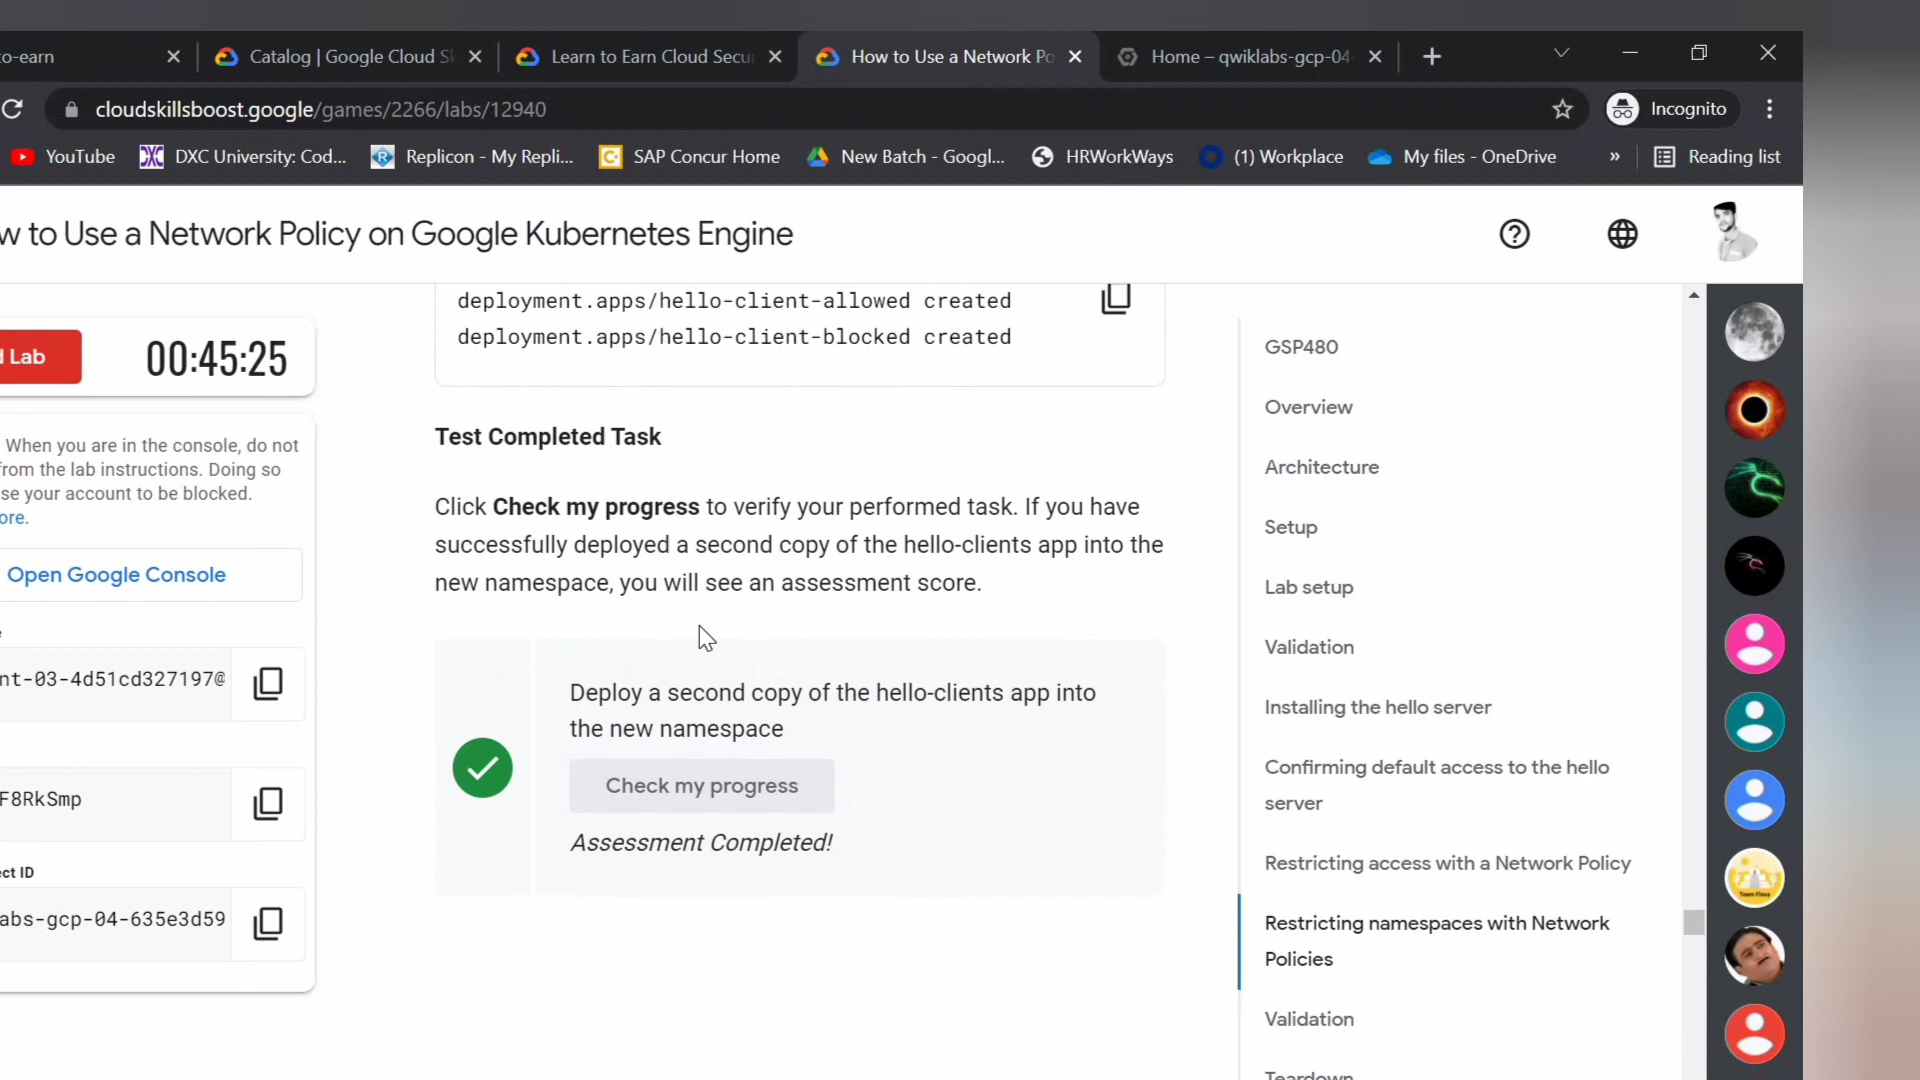 to-earn
Catalog | Google Cloud Sk
Learn to Earn Cloud Secu
How to Use a Network Po
Home – qwiklabs-gcp-04-
cloudskillsboost.google/games/2266/labs/12940
Incognito
YouTube
DXC University: Cod...
Replicon - My Repli...
SAP Concur Home
New Batch - Googl...
HRWorkWays
(1) Workplace
My files - OneDrive
»
Reading list
w to Use a Network Policy on Google Kubernetes Engine
d Lab
00:45:25
When you are in the console, do not
from the lab instructions. Doing so
se your account to be blocked.
ore.
Open Google Console
e
nt-03-4d51cd327197@
F8RkSmp
ect ID
abs-gcp-04-635e3d59
deployment.apps/hello-client-allowed created
deployment.apps/hello-client-blocked created
Test Completed Task
Click Check my progress to verify your performed task. If you have
successfully deployed a second copy of the hello-clients app into the
new namespace, you will see an assessment score.
Deploy a second copy of the hello-clients app into
the new namespace
Check my progress
Assessment Completed!
GSP480
Overview
Architecture
Setup
Lab setup
Validation
Installing the hello server
Confirming default access to the hello
server
Restricting access with a Network Policy
Restricting namespaces with Network
Policies
Validation
Teardown